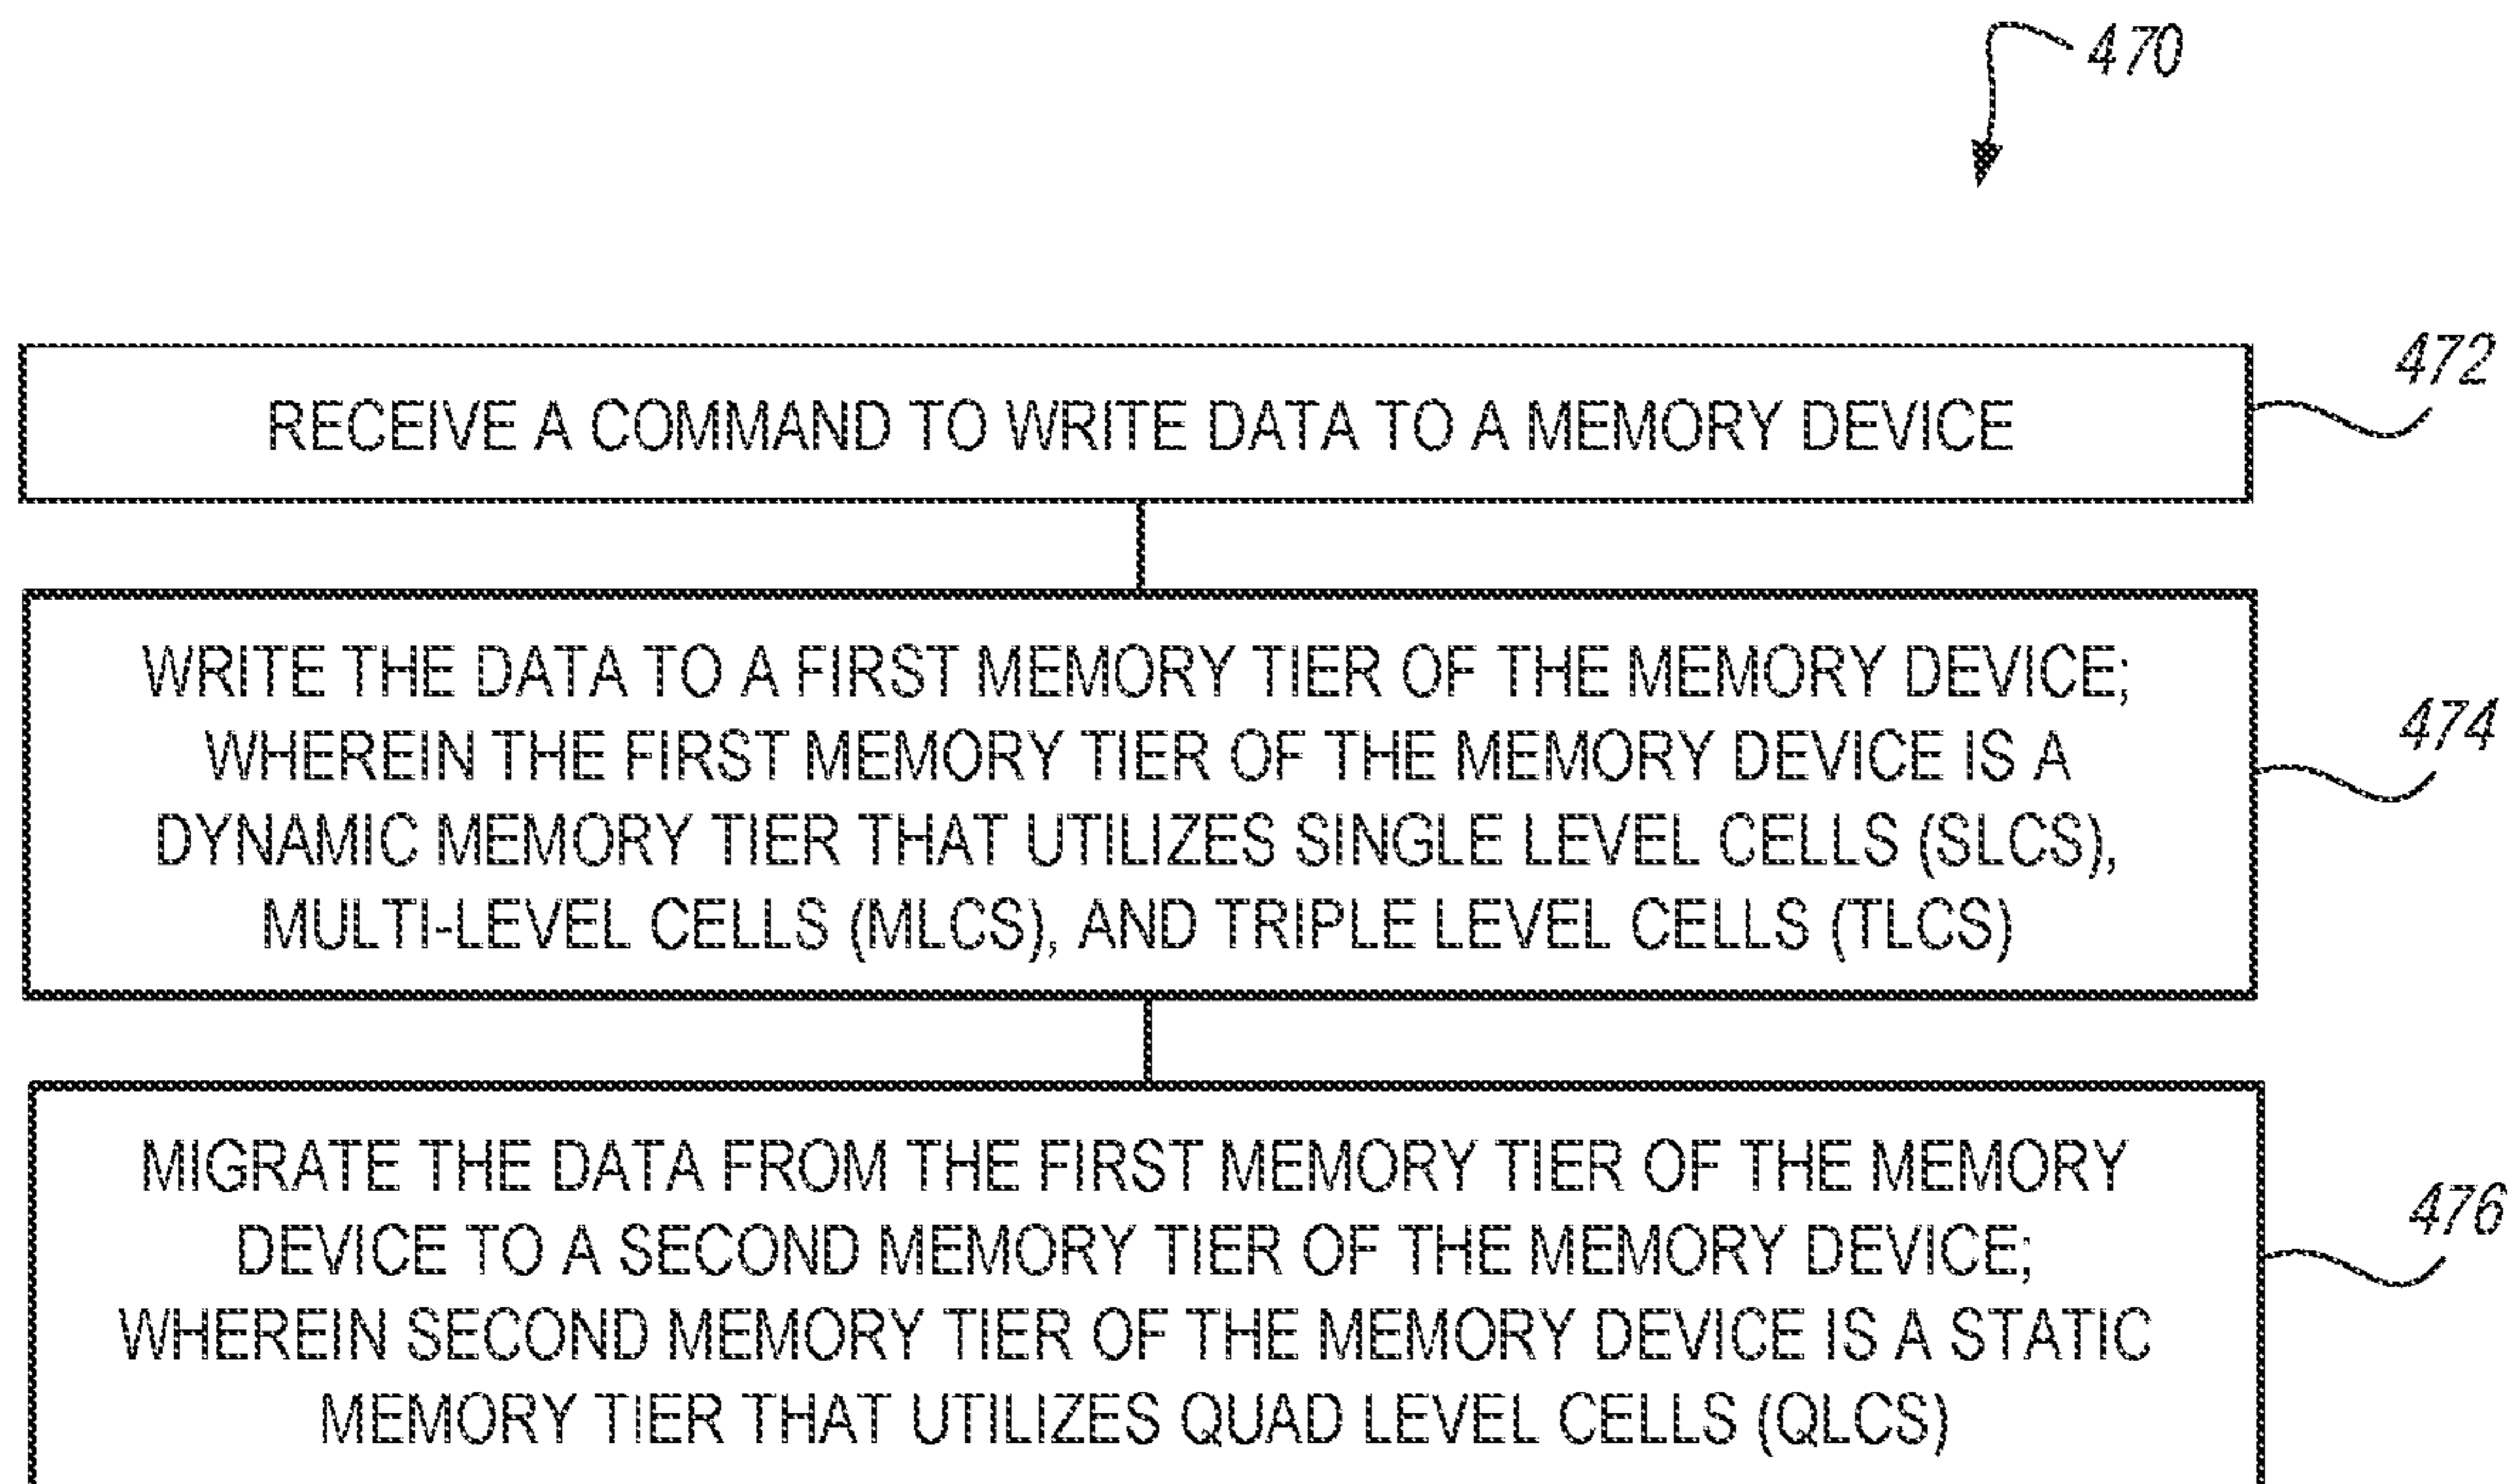 470
RECEIVE A COMMAND TO WRITE DATA TO A MEMORY DEVICE
472
WRITE THE DATA TO A FIRST MEMORY TIER OF THE MEMORY DEVICE;
WHEREIN THE FIRST MEMORY TIER OF THE MEMORY DEVICE IS A
DYNAMIC MEMORY TIER THAT UTILIZES SINGLE LEVEL CELLS (SLCS),
MULTI-LEVEL CELLS (MLCS), AND TRIPLE LEVEL CELLS (TLCS)
474
MIGRATE THE DATA FROM THE FIRST MEMORY TIER OF THE MEMORY
DEVICE TO A SECOND MEMORY TIER OF THE MEMORY DEVICE;
WHEREIN SECOND MEMORY TIER OF THE MEMORY DEVICE IS A STATIC
MEMORY TIER THAT UTILIZES QUAD LEVEL CELLS (QLCS)
476